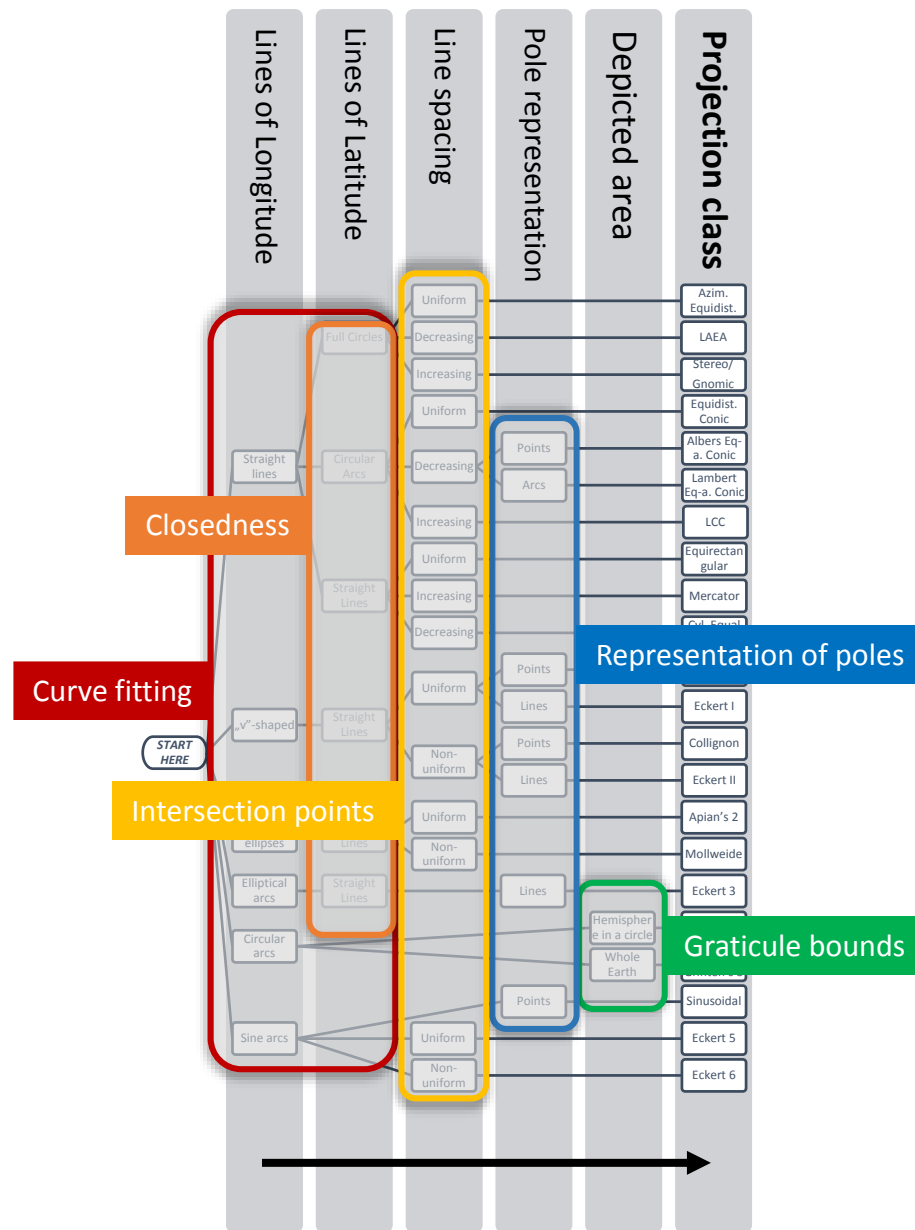 Lines of Longitude
Lines of Latitude
Line spacing
Pole representation
Depicted area
Projection class
Uniform
Azim.
Equidist.
Full Circles
Decreasing
LAEA
Increasing
Stereo/
Gnomic
Uniform
Equidist.
Conic
Straight
lines
Circular
Arcs
Decreasing
Points
Albers Eq-
a. Conic
Arcs
Lambert
Eq-a. Conic
Closedness
Increasing
LCC
Uniform
Equirectan
gular
Straight
Lines
Increasing
Mercator
Decreasing
Cyl. Equal
Representation of poles
Curve fitting
Uniform
Points
Lines
Eckert I
„v"-shaped
Straight
Lines
START
HERE
Non-
uniform
Points
Collignon
Lines
Eckert II
Intersection points
Uniform
Apian's 2
ellipses
Lines
Non-
uniform
Mollweide
Elliptical
arcs
Straight
Lines
Lines
Eckert 3
Circular
arcs
Hemispher
e in a circle
Graticule bounds
Whole
Earth
Points
Sinusoidal
Sine arcs
Uniform
Eckert 5
Non-
uniform
Eckert 6